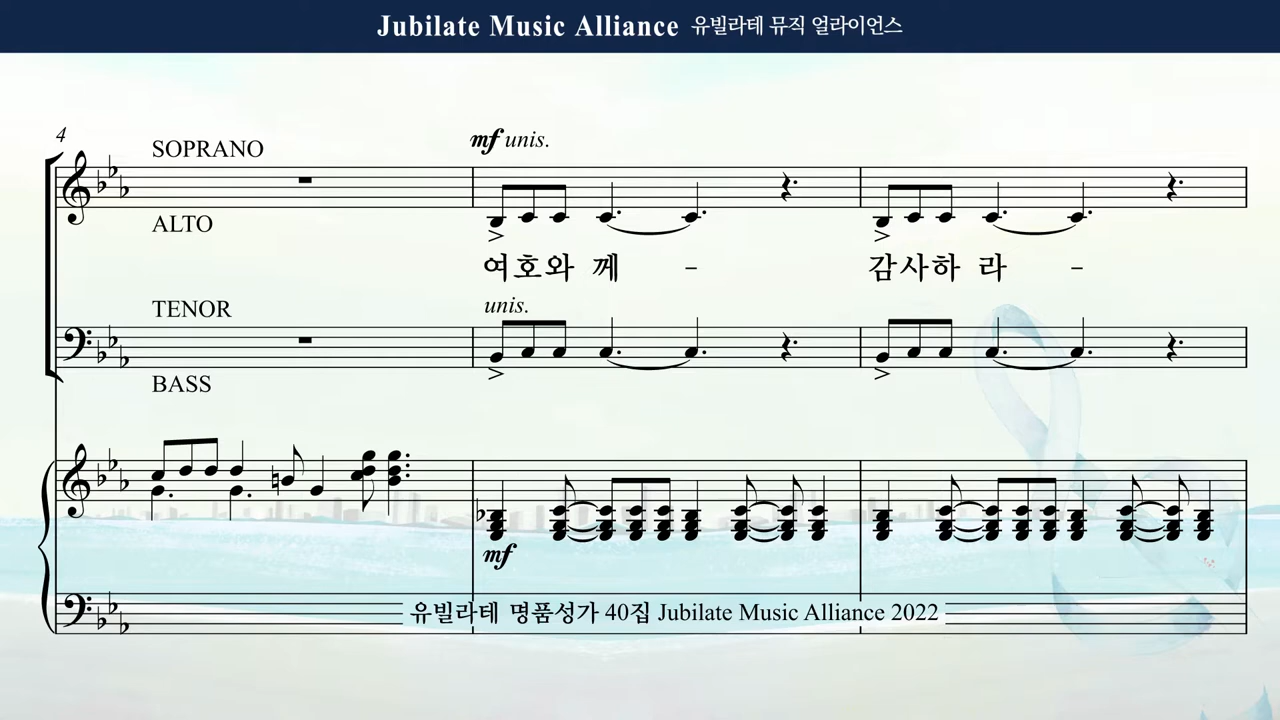 Jubilate Music Alliance 유빌라테 뮤직 얼라이언스
4
SOPRANO
mf unis.
ALTO
여호와 께 - 감사하 라 -
TENOR
unis.
BASS
mf
유빌라테 명품성가 40집 Jubilate Music Alliance 2022